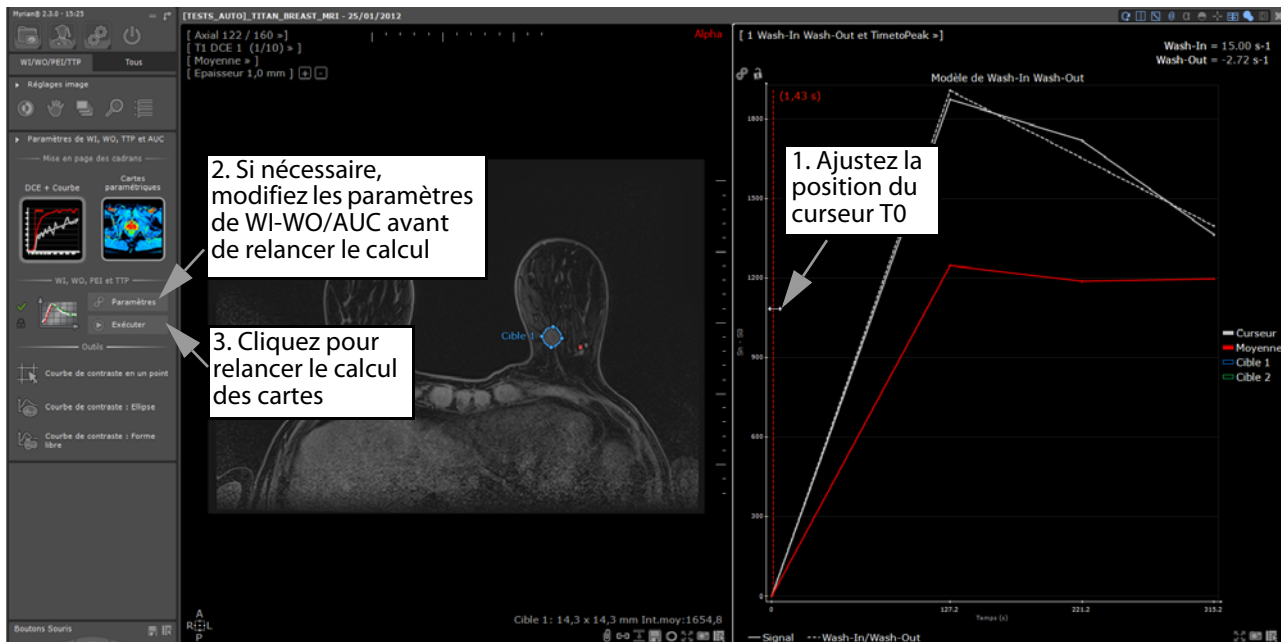 Myrian® 2.3.0 - 15:25
WI/WO/PEI/TTP
Tous
Réglages image
Paramètres de WI, WO, TTP et AUC
Mise en page des cadrans
DCE + Courbe
Cartes
paramétriques
WI, WO, PEI et TTP
Paramètres
Exécuter
Outils
Courbe de contraste en un point
Courbe de contraste : Ellipse
Courbe de contraste : Forme
libre
Boutons Souris
[TESTS_AUTO]_TITAN_BREAST_MRI - 25/01/2012
[ Axial 122 / 160 » ]
[ T1 DCE 1 (1/10) » ]
[ Moyenne » ]
[ Epaisseur 1,0 mm ] + -
Alpha
2. Si nécessaire,
modifiez les paramètres
de WI-WO/AUC avant
de relancer le calcul
3. Cliquez pour
relancer le calcul
des cartes
Cible 1
A
R L
P
Cible 1: 14,3 x 14,3 mm Int.moy:1654,8
[ 1 Wash-In Wash-Out et TimetoPeak » ]
Wash-In = 15.00 s-1
Wash-Out = -2.72 s-1
Modèle de Wash-In Wash-Out
(1,43 s)
1. Ajustez la
position du
curseur T0
1800
1500
1200
900
600
300
0
Sn - S0
Curseur
Moyenne
Cible 1
Cible 2
0
127.2
221.2
315.2
Temps (s)
Signal
Wash-In/Wash-Out